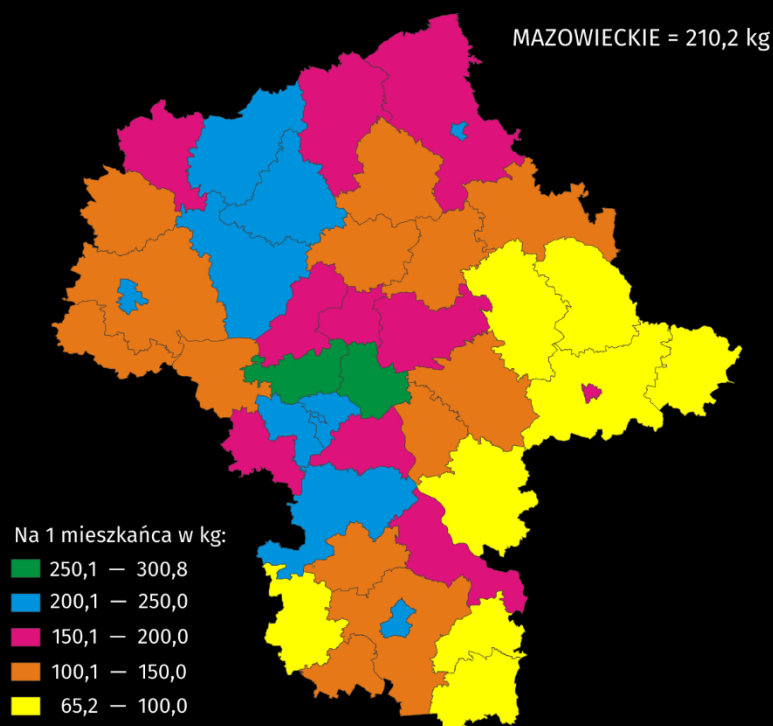 MAZOWIECKIE = 210,2 kg
Na 1 mieszkańca w kg:
250,1 — 300,8
200,1 — 250,0
150,1 — 200,0
100,1 — 150,0
65,2 — 100,0